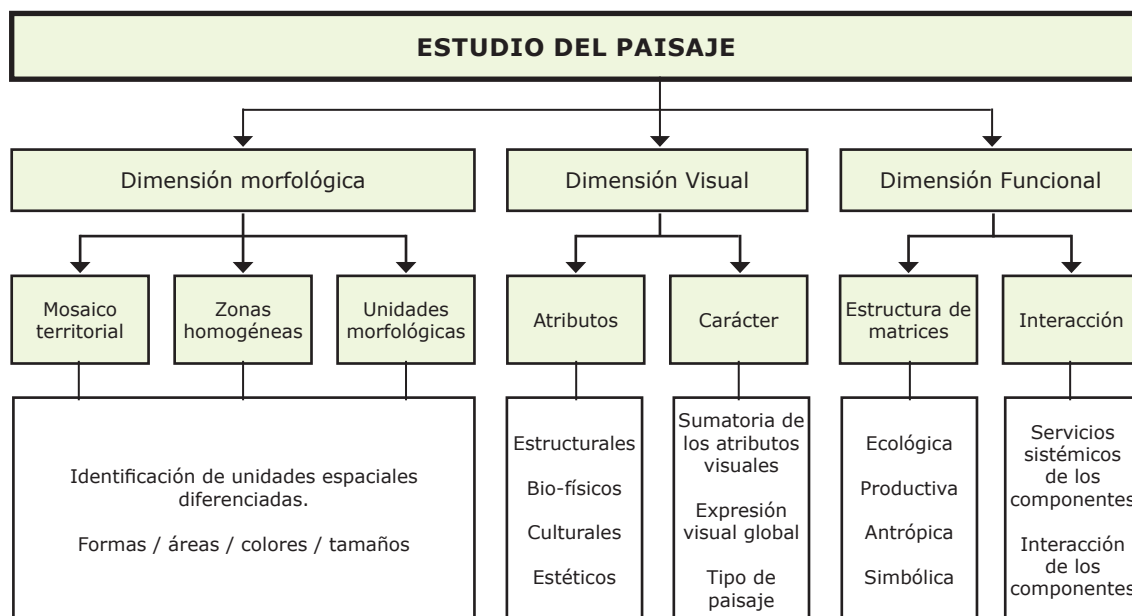 ESTUDIO DEL PAISAJE
Dimensión morfológica
Dimensión Visual
Dimensión Funcional
Mosaico
territorial
Zonas
homogéneas
Unidades
morfológicas
Atributos
Carácter
Estructura de
matrices
Interacción
Identificación de unidades espaciales
diferenciadas.
Formas / áreas / colores / tamaños
Estructurales
Bio-físicos
Culturales
Estéticos
Sumatoria de
los atributos
visuales
Expresión
visual global
Tipo de
paisaje
Ecológica
Productiva
Antrópica
Simbólica
Servicios
sistémicos
de los
componentes
Interacción
de los
componentes